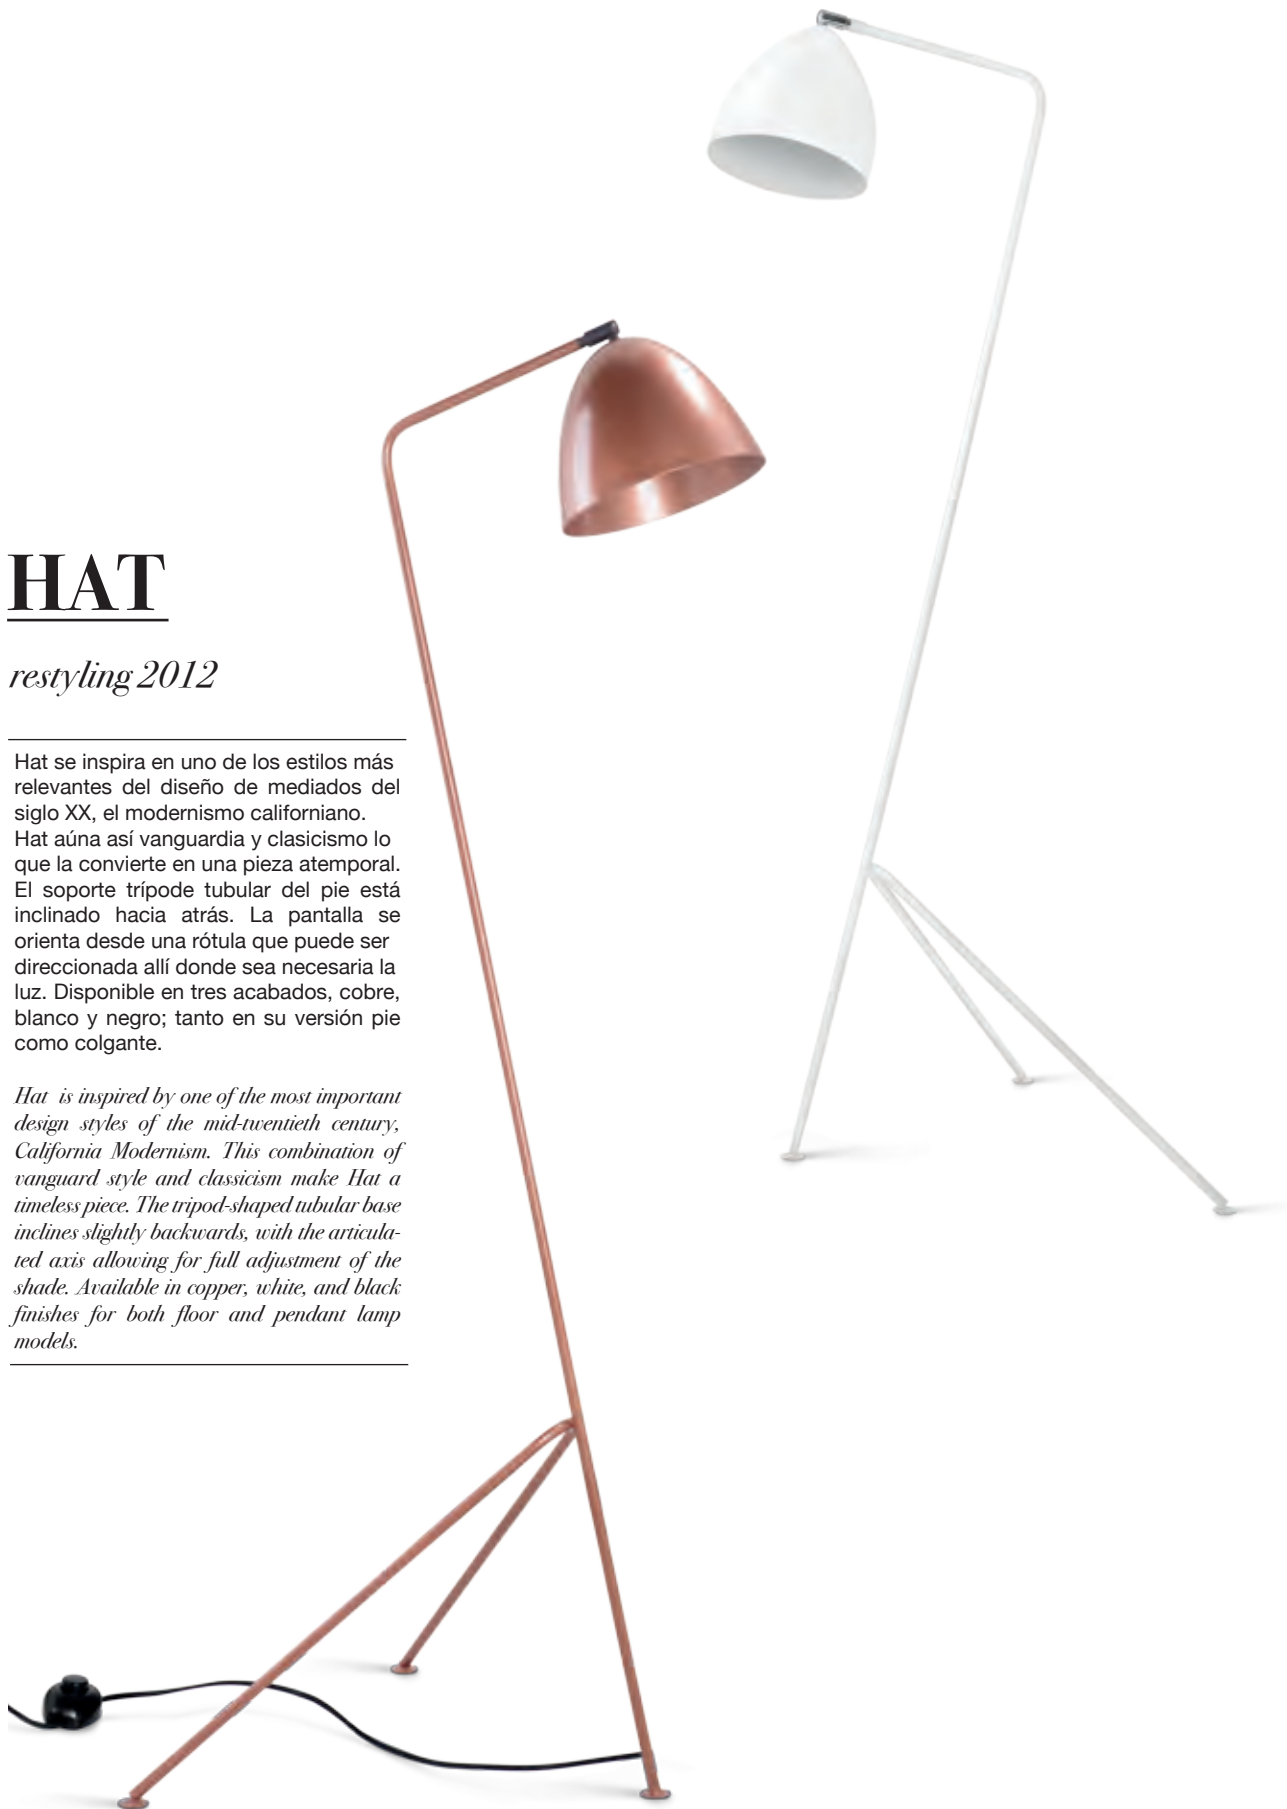 HAT
restyling 2012
Hat se inspira en uno de los estilos más
relevantes del diseño de mediados del
siglo XX, el modernismo californiano.
Hat aúna así vanguardia y clasicismo lo
que la convierte en una pieza atemporal.
El soporte trípode tubular del pie está
inclinado hacia atrás. La pantalla se
orienta desde una rótula que puede ser
direccionada allí donde sea necesaria la
luz. Disponible en tres acabados, cobre,
blanco y negro; tanto en su versión pie
como colgante.
Hat is inspired by one of the most important
design styles of the mid-twentieth century,
California Modernism. This combination of
vanguard style and classicism make Hat a
timeless piece. The tripod-shaped tubular base
inclines slightly backwards, with the articula-
ted axis allowing for full adjustment of the
shade. Available in copper, white, and black
finishes for both floor and pendant lamp
models.